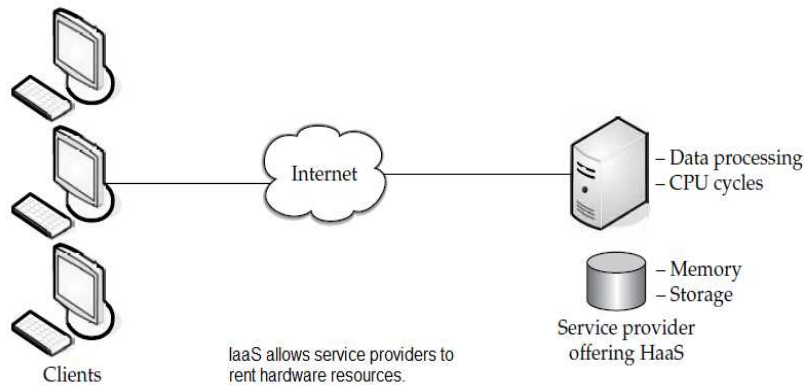 Internet
– Data processing
– CPU cycles
– Memory
– Storage
Service provider
offering HaaS
Clients
IaaS allows service providers to
rent hardware resources.